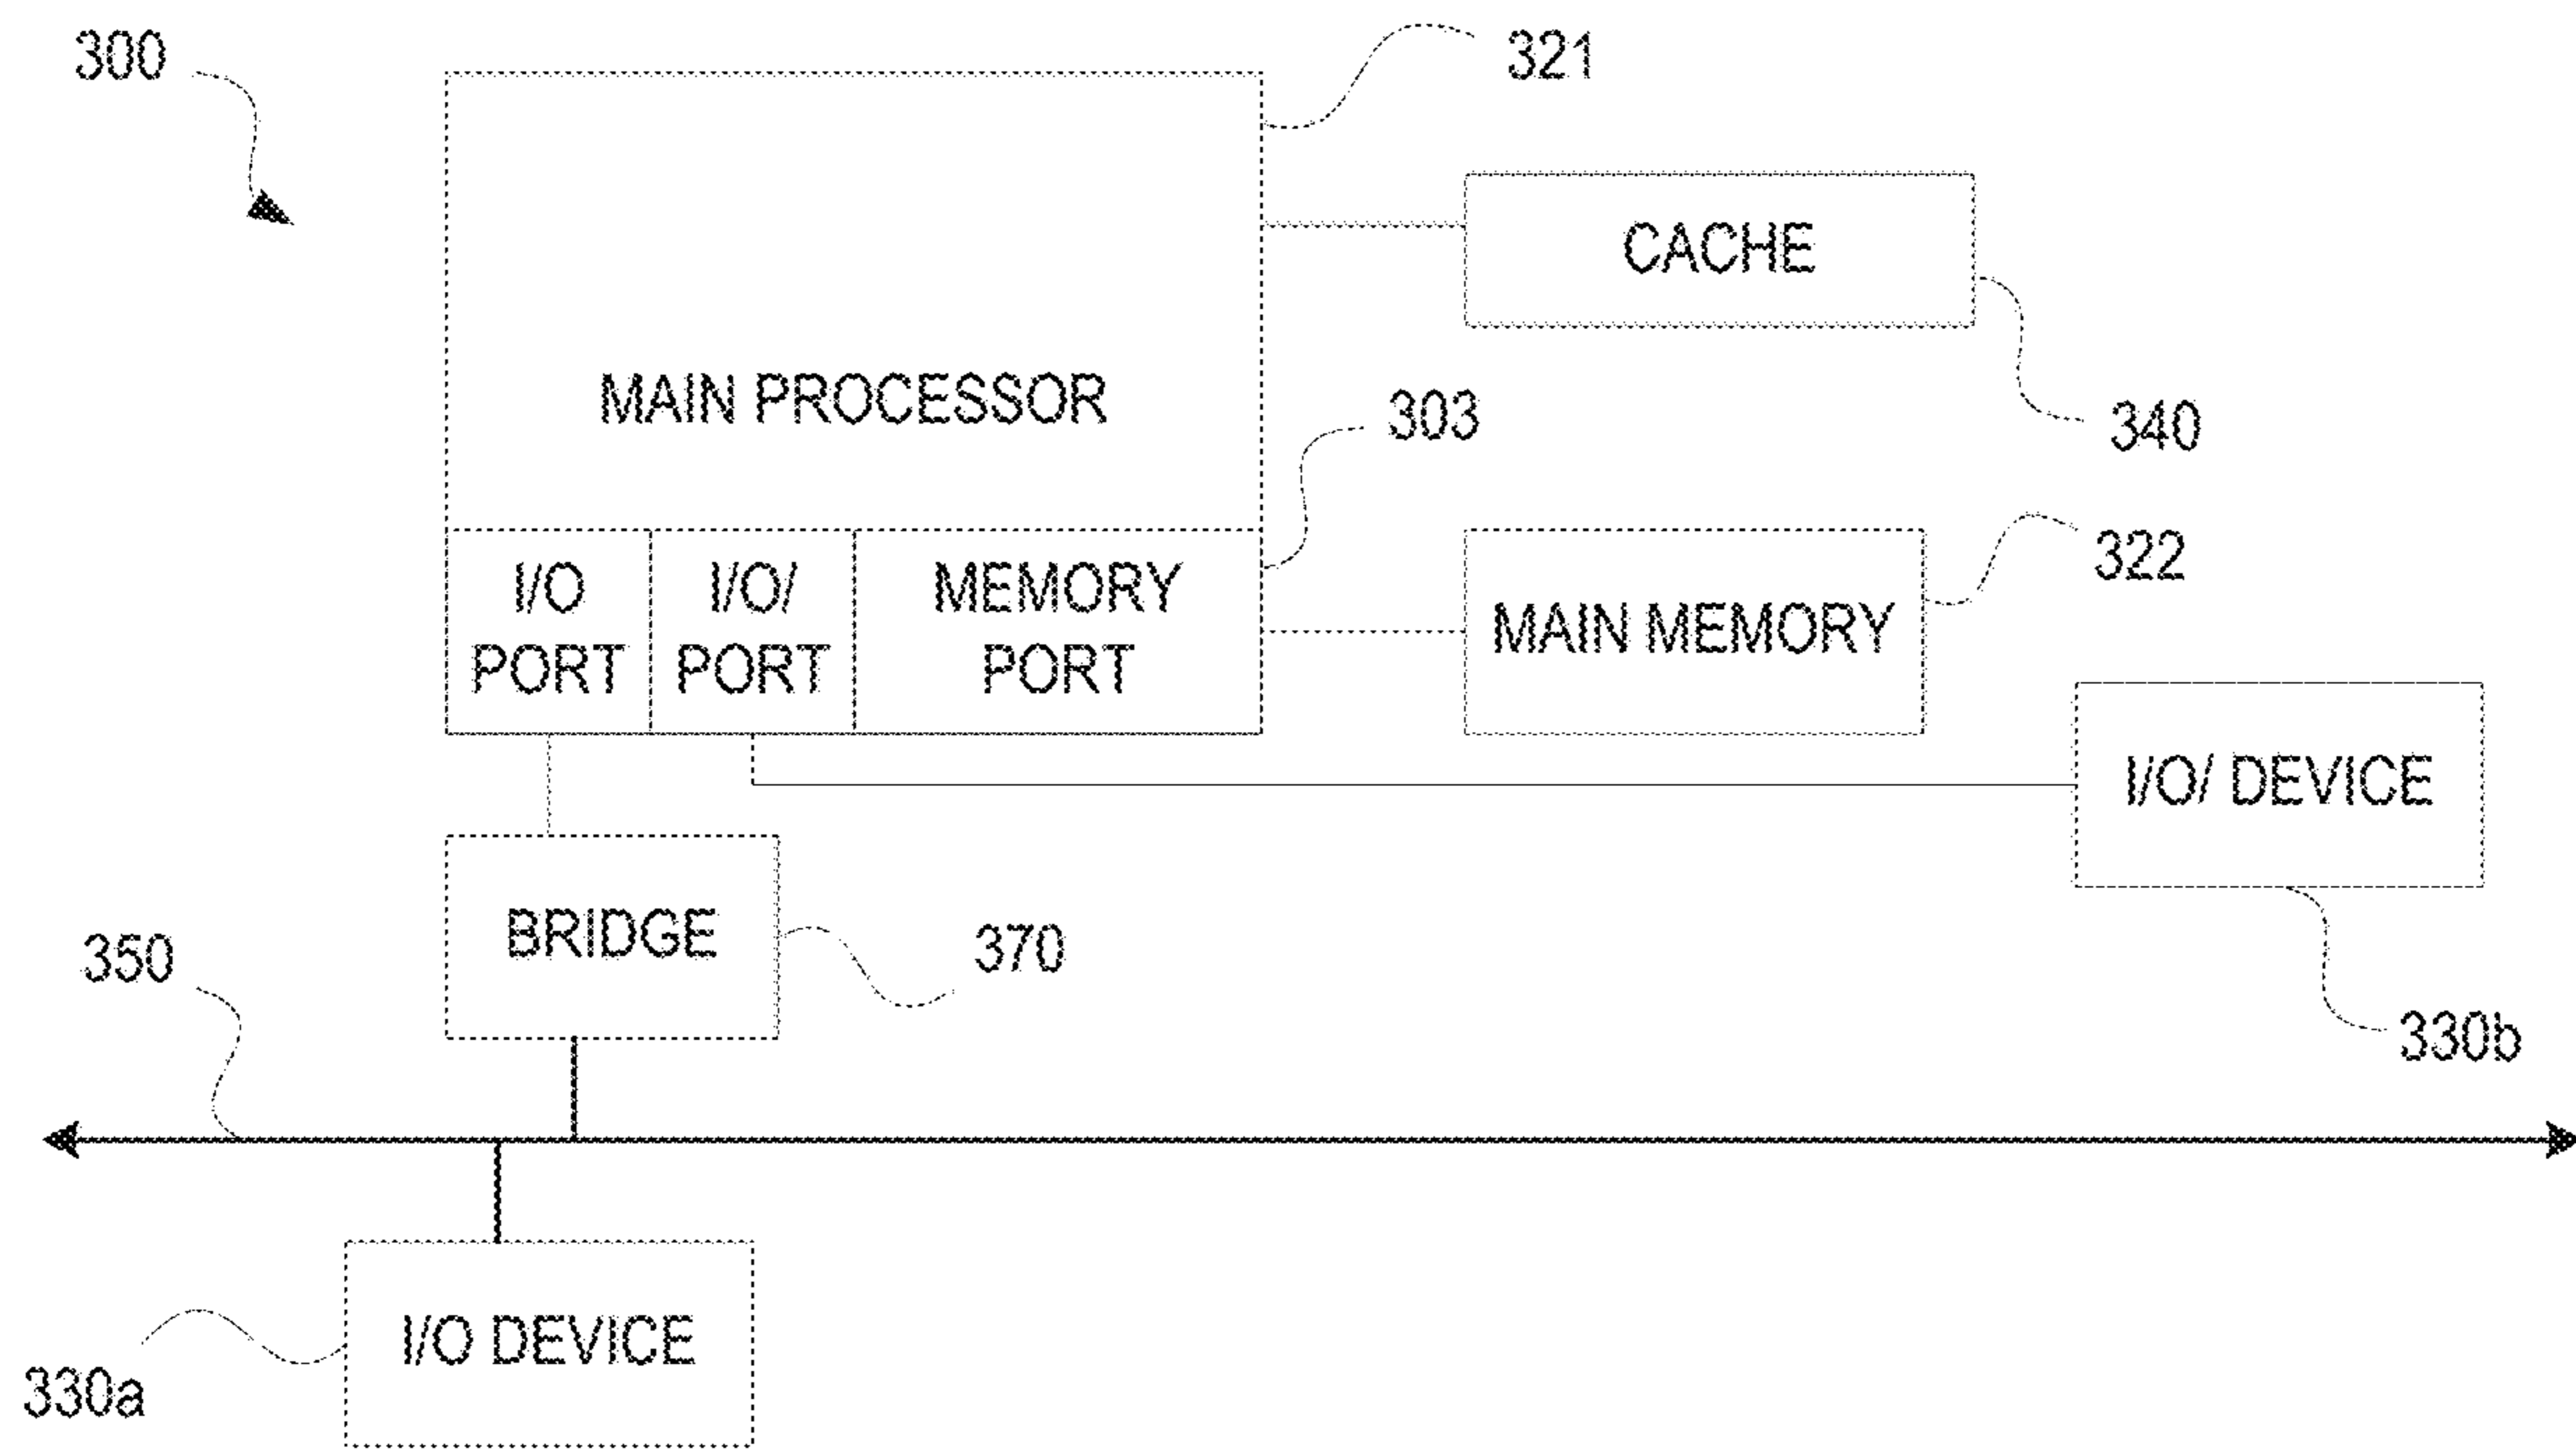 300
321
CACHE
MAIN PROCESSOR
303
340
I/O
PORT
I/O/
PORT
MEMORY
PORT
MAIN MEMORY
322
I/O/ DEVICE
BRIDGE
350
370
330b
I/O DEVICE
330a